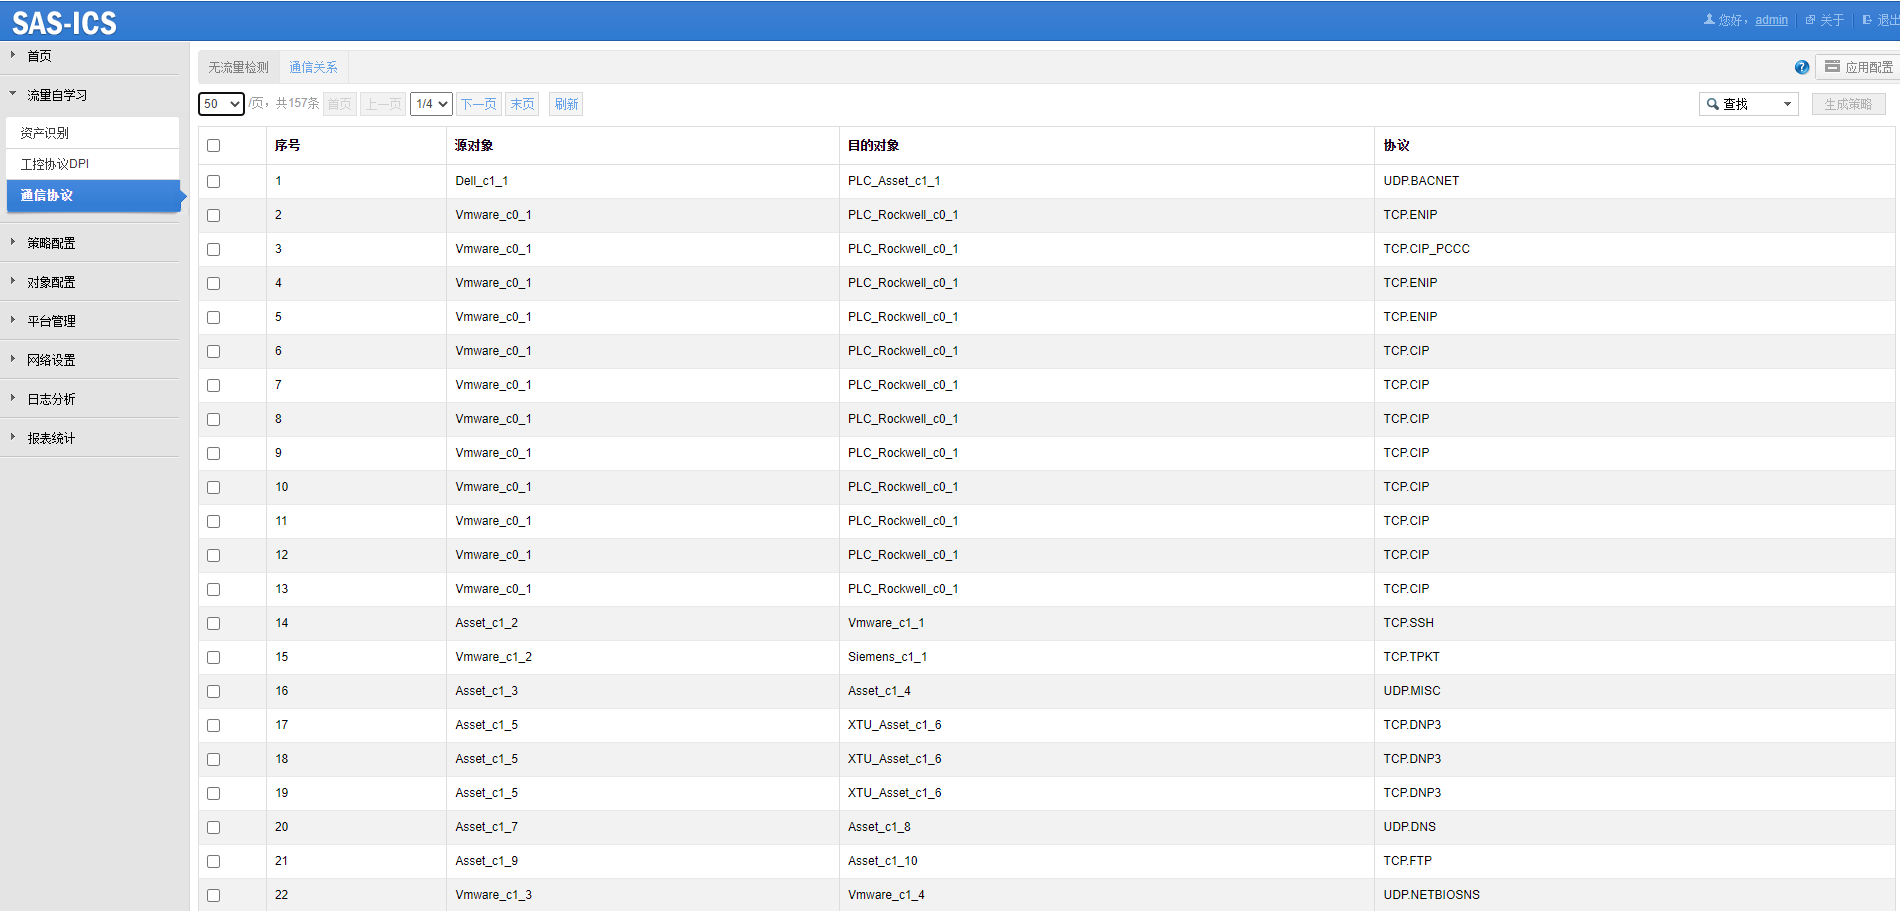 SAS-ICS
您好， admin 关于 退出
首页
流量自学习
资产识别
工控协议DPI
通信协议
策略配置
对象配置
平台管理
网络设置
日志分析
报表统计
无流量检测 通信关系 应用配置
50 /页，共157条 首页 上一页 1/4 下一页 末页 刷新 查找 生成策略
序号 源对象 目的对象 协议
1 Dell_c1_1 PLC_Asset_c1_1 UDP.BACNET
2 Vmware_c0_1 PLC_Rockwell_c0_1 TCP.ENIP
3 Vmware_c0_1 PLC_Rockwell_c0_1 TCP.CIP_PCCC
4 Vmware_c0_1 PLC_Rockwell_c0_1 TCP.ENIP
5 Vmware_c0_1 PLC_Rockwell_c0_1 TCP.ENIP
6 Vmware_c0_1 PLC_Rockwell_c0_1 TCP.CIP
7 Vmware_c0_1 PLC_Rockwell_c0_1 TCP.CIP
8 Vmware_c0_1 PLC_Rockwell_c0_1 TCP.CIP
9 Vmware_c0_1 PLC_Rockwell_c0_1 TCP.CIP
10 Vmware_c0_1 PLC_Rockwell_c0_1 TCP.CIP
11 Vmware_c0_1 PLC_Rockwell_c0_1 TCP.CIP
12 Vmware_c0_1 PLC_Rockwell_c0_1 TCP.CIP
13 Vmware_c0_1 PLC_Rockwell_c0_1 TCP.CIP
14 Asset_c1_2 Vmware_c1_1 TCP.SSH
15 Vmware_c1_2 Siemens_c1_1 TCP.TPKT
16 Asset_c1_3 Asset_c1_4 UDP.MISC
17 Asset_c1_5 XTU_Asset_c1_6 TCP.DNP3
18 Asset_c1_5 XTU_Asset_c1_6 TCP.DNP3
19 Asset_c1_5 XTU_Asset_c1_6 TCP.DNP3
20 Asset_c1_7 Asset_c1_8 UDP.DNS
21 Asset_c1_9 Asset_c1_10 TCP.FTP
22 Vmware_c1_3 Vmware_c1_4 UDP.NETBIOSNS